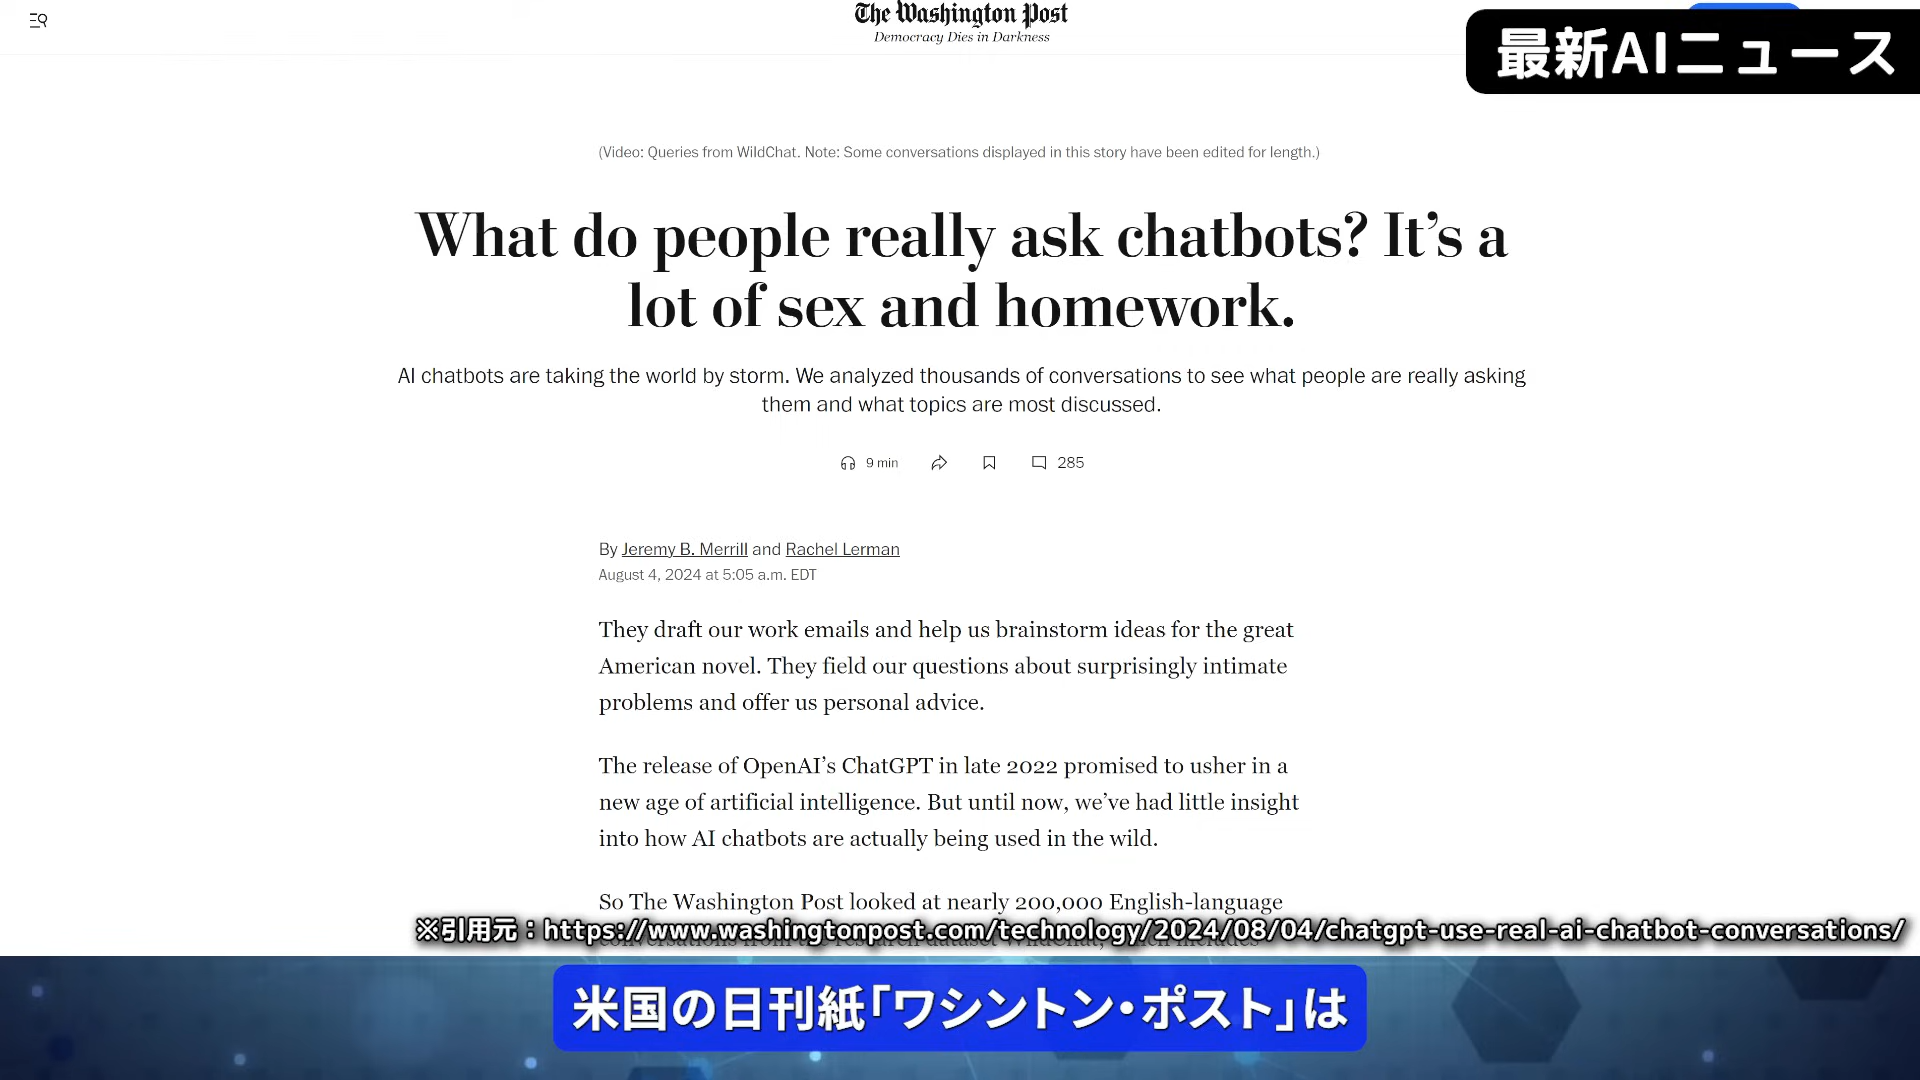 The Washington Post
Democracy Dies in Darkness
最新AIニュース
(Video: Queries from WildChat. Note: Some conversations displayed in this story have been edited for length.)
What do people really ask chatbots? It’s a
lot of sex and homework.
AI chatbots are taking the world by storm. We analyzed thousands of conversations to see what people are really asking
them and what topics are most discussed.
9 min
285
By Jeremy B. Merrill and Rachel Lerman
August 4, 2024 at 5:05 a.m. EDT
They draft our work emails and help us brainstorm ideas for the great
American novel. They field our questions about surprisingly intimate
problems and offer us personal advice.
The release of OpenAI’s ChatGPT in late 2022 promised to usher in a
new age of artificial intelligence. But until now, we’ve had little insight
into how AI chatbots are actually being used in the wild.
So The Washington Post looked at nearly 200,000 English-language
※引用元：https://www.washingtonpost.com/technology/2024/08/04/chatgpt-use-real-ai-chatbot-conversations/
米国の日刊紙「ワシントン・ポスト」は